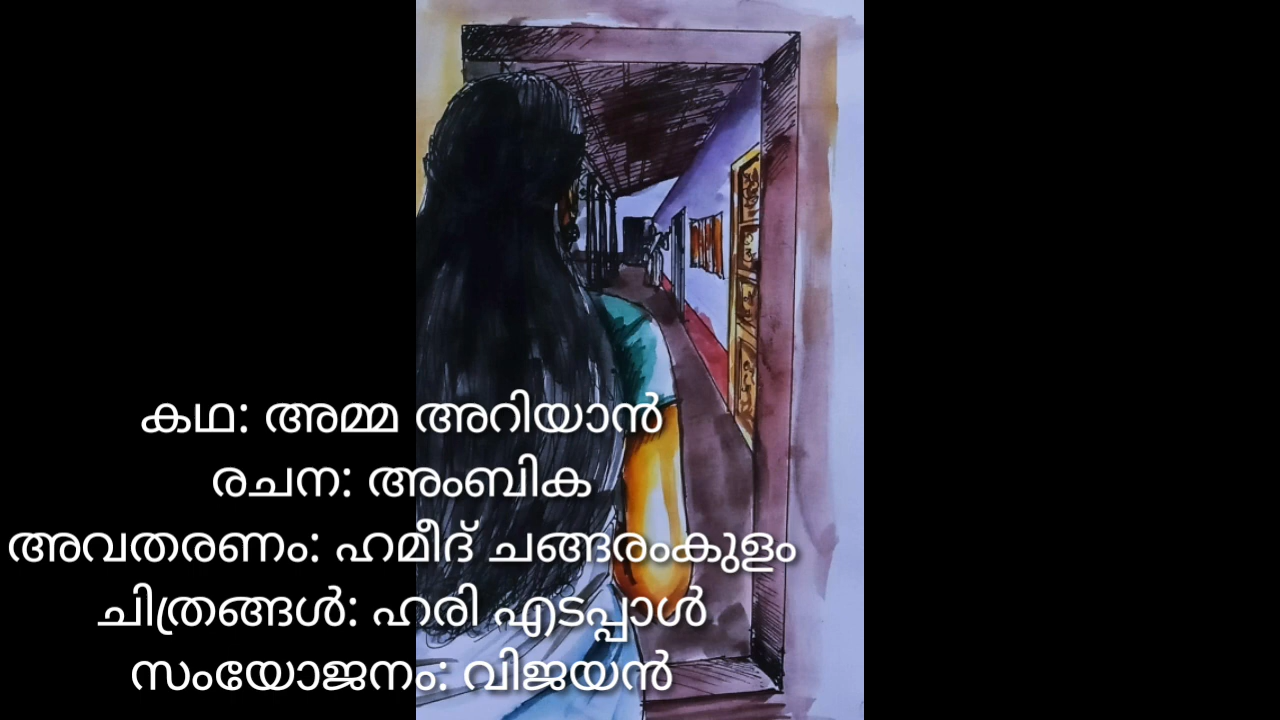 കഥ: അമ്മ അറിയാൻ
രചന: അംബിക
അവതരണം: ഹമീദ് ചങ്ങരംകുളം
ചിത്രങ്ങൾ: ഹരി എടപ്പാൾ
സംയോജനം: വിജയൻ